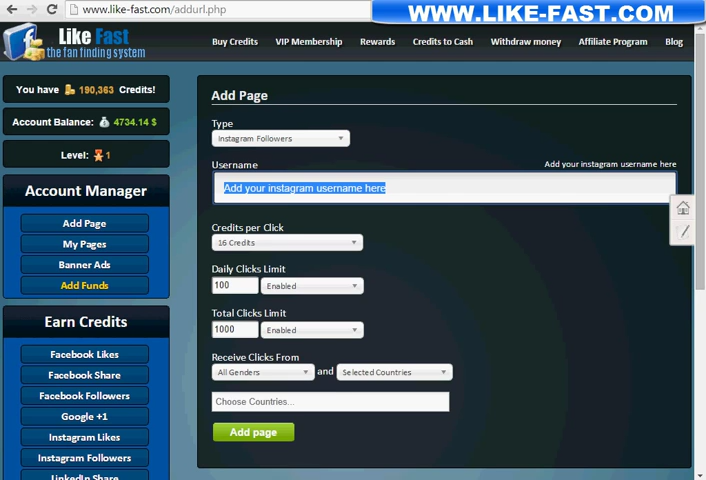 www.like-fast.com/addurl.php
WWW.LIKE-FAST.COM
Like Fast
the fan finding system
Buy Credits
VIP Membership
Rewards
Credits to Cash
Withdraw money
Affiliate Program
Blog
You have 190,363 Credits!
Account Balance: 4734.14 $
Level: 1
Account Manager
Add Page
My Pages
Banner Ads
Add Funds
Earn Credits
Facebook Likes
Facebook Share
Facebook Followers
Google +1
Instagram Likes
Instagram Followers
LinkedIn Share
Add Page
Type
Instagram Followers
Username
Add your instagram username here
Add your instagram username here
Credits per Click
16 Credits
Daily Clicks Limit
100 Enabled
Total Clicks Limit
1000 Enabled
Receive Clicks From
All Genders and Selected Countries
Choose Countries...
Add page